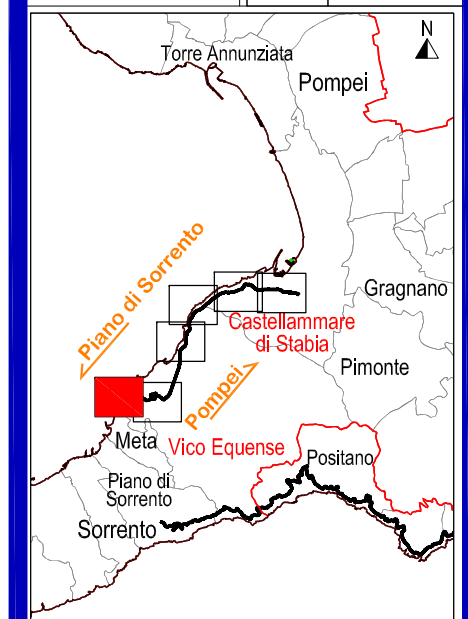 N
Torre Annunziata
Pompei
Piano di Sorrento
Gragnano
Castellammare
di Stabia
Pimonte
Pompei
Meta
Vico Equense
Positano
Piano di
Sorrento
Sorrento